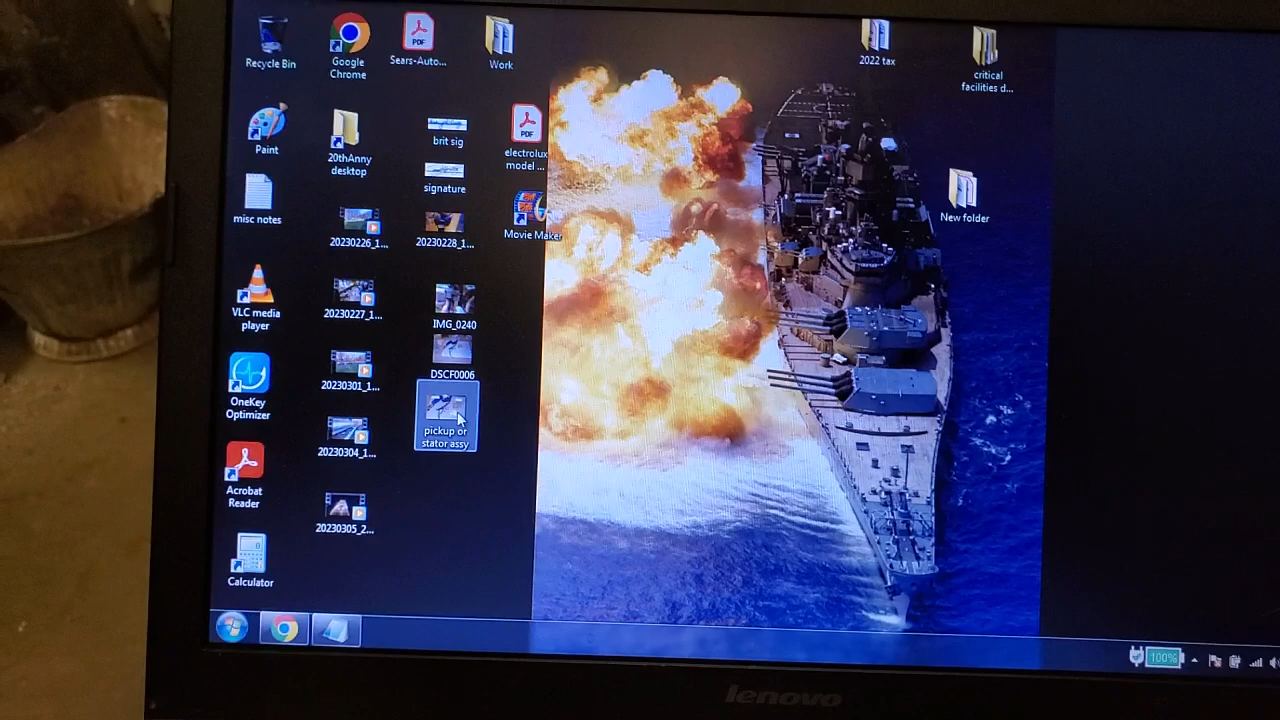 Recycle Bin
Google
Chrome
Sears-Auto...
Work
2022 tax
critical
facilities d...
Paint
20thAnny
desktop
brit sig
electrolux
model ...
signature
misc notes
New folder
20230226_1...
20230228_1...
Movie Maker
VLC media
player
20230227_1...
IMG_0240
OneKey
Optimizer
20230301_1...
DSCF0006
pickup or
stator assy
20230304_1...
Acrobat
Reader
20230305_2...
Calculator
100%
lenovo